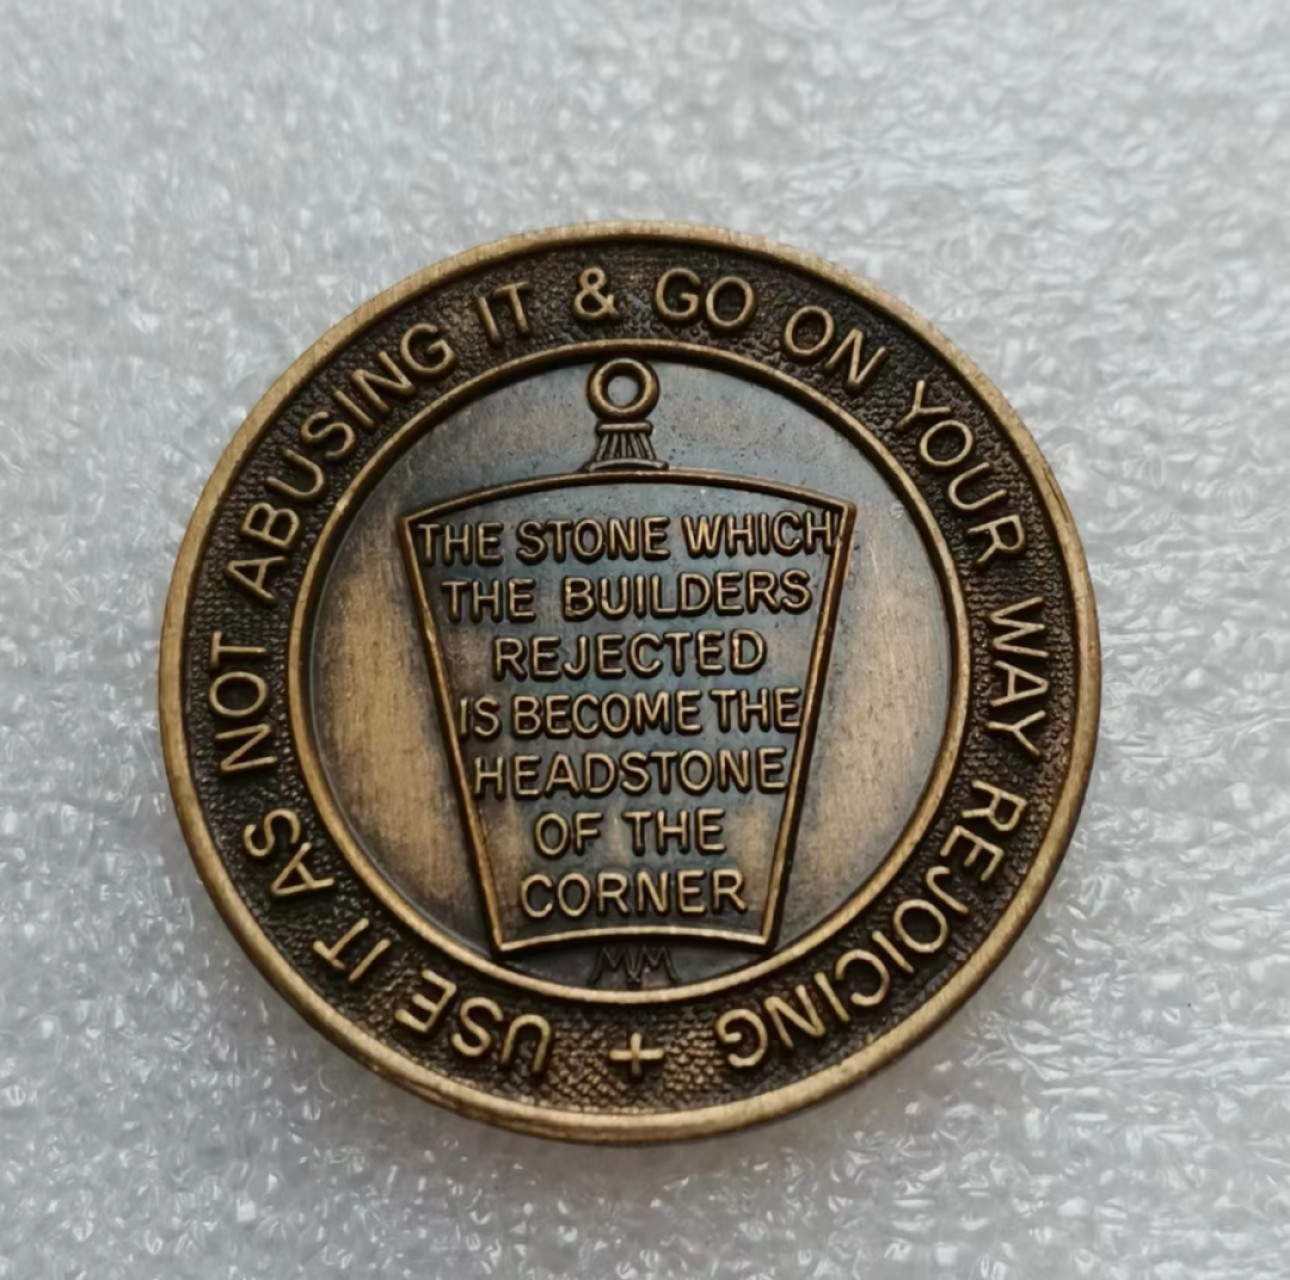 USE IT AS NOT ABUSING IT & GO ON YOUR WAY REJOICING +
THE STONE WHICH
THE BUILDERS
REJECTED
IS BECOME THE
HEADSTONE
OF THE
CORNER
MM